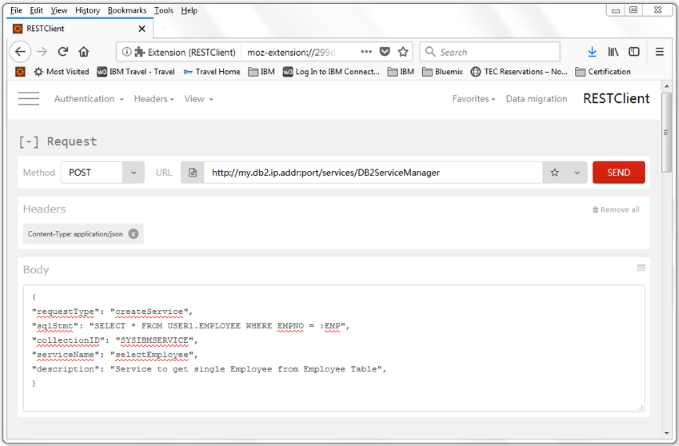 File Edit View History Bookmarks Tools Help
RESTClient
Extension (RESTClient) moz-extension://299d
Search
Most Visited IBM Travel - Travel Travel Home IBM Log In to IBM Connect... IBM Bluemix TEC Reservations – No... Certification
Authentication Headers View Favorites Data migration RESTClient
[-] Request
Method POST URL http://my.db2.ip.addr:port/services/DB2ServiceManager SEND
Headers Remove all
Content-Type: application/json
Body
{
"requestType": "createService",
"sqlStmt": "SELECT * FROM USER1.EMPLOYEE WHERE EMPNO = :EMP",
"collectionID": "SYSIBMSERVICE",
"serviceName": "selectEmployee",
"description": "Service to get single Employee from Employee Table",
}